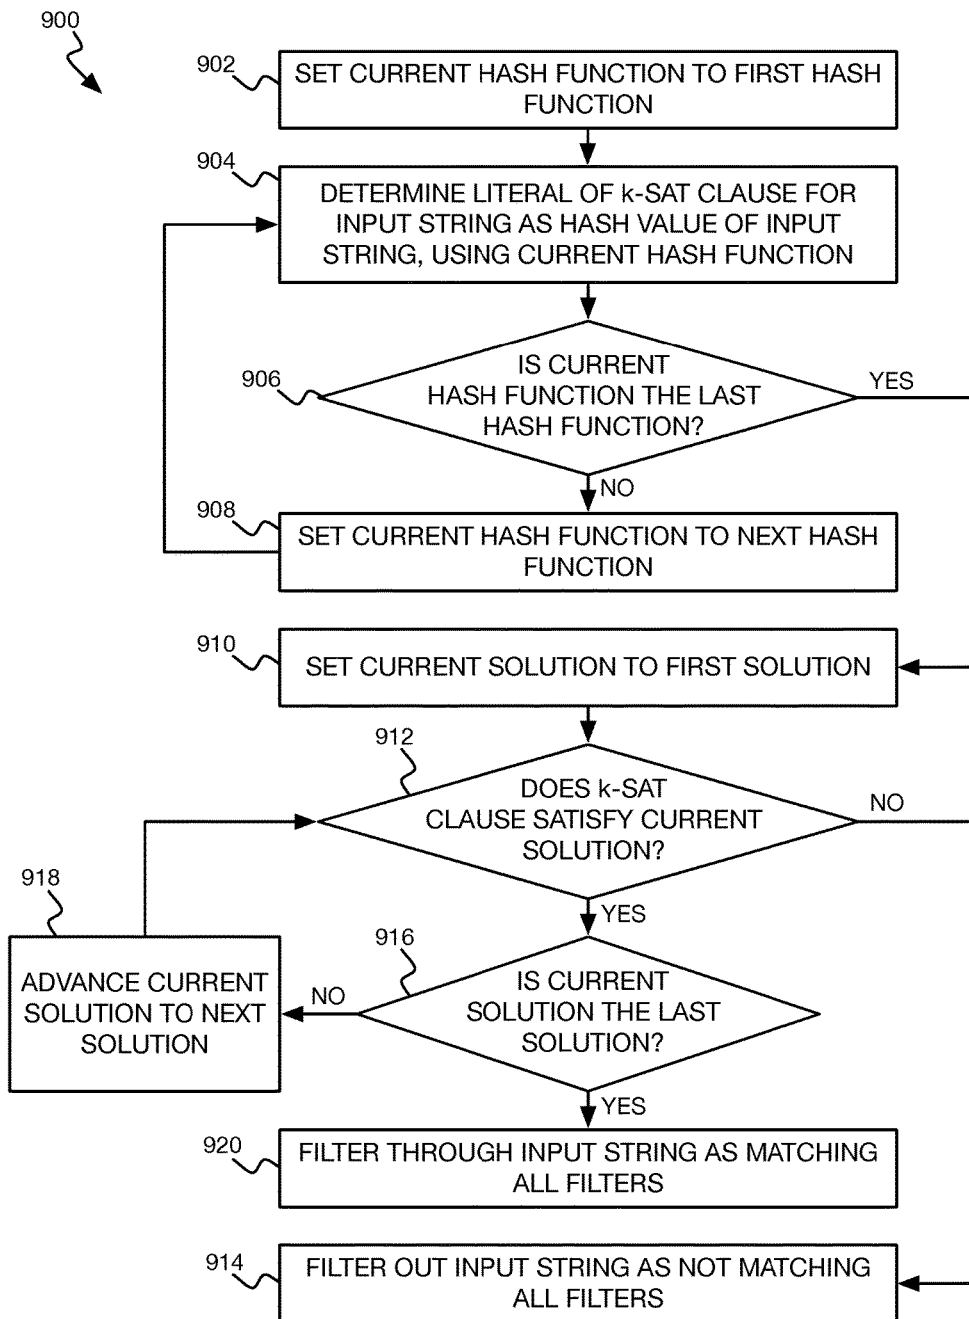 900
902
SET CURRENT HASH FUNCTION TO FIRST HASH
FUNCTION
904
DETERMINE LITERAL OF k-SAT CLAUSE FOR
INPUT STRING AS HASH VALUE OF INPUT
STRING, USING CURRENT HASH FUNCTION
906
IS CURRENT
HASH FUNCTION THE LAST
HASH FUNCTION?
YES
NO
908
SET CURRENT HASH FUNCTION TO NEXT HASH
FUNCTION
910
SET CURRENT SOLUTION TO FIRST SOLUTION
912
DOES k-SAT
CLAUSE SATISFY CURRENT
SOLUTION?
NO
YES
918
ADVANCE CURRENT
SOLUTION TO NEXT
SOLUTION
916
IS CURRENT
SOLUTION THE LAST
SOLUTION?
NO
YES
920
FILTER THROUGH INPUT STRING AS MATCHING
ALL FILTERS
914
FILTER OUT INPUT STRING AS NOT MATCHING
ALL FILTERS